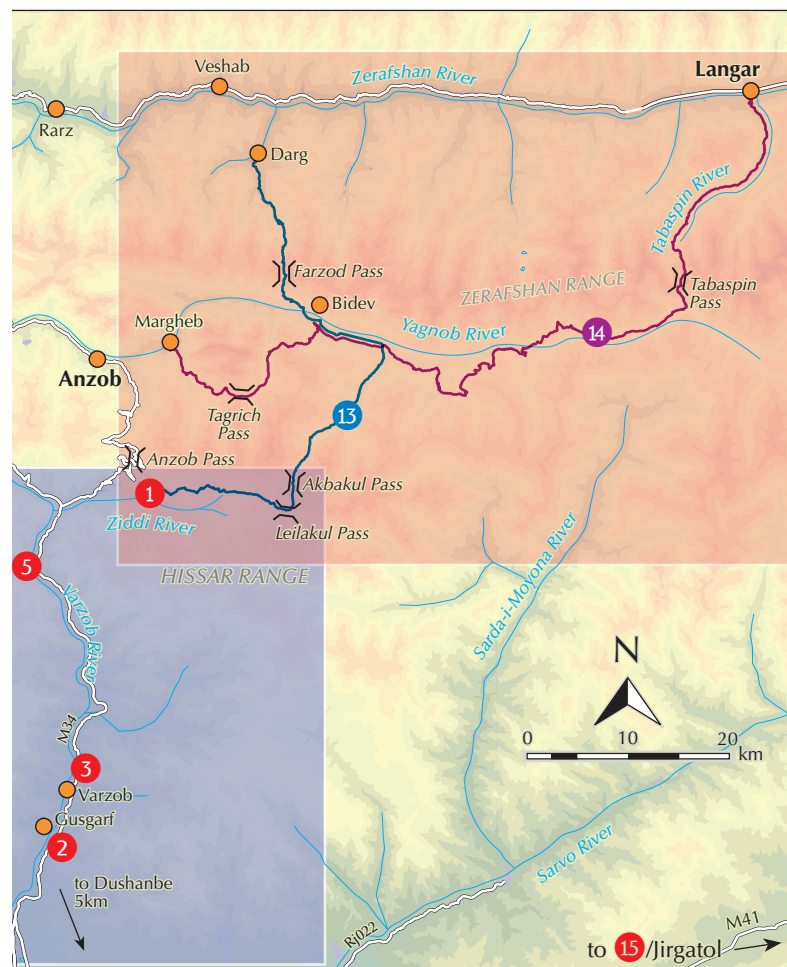 Veshab
Zerafshan River
Langar
Rarz
Darg
Tabaspin River
Farzod Pass
ZERAFSHAN RANGE
Tabaspin
Pass
Bidev
Margheb
Yagnob River
14
Anzob
Tagrich
Pass
13
Anzob Pass
Akbakul Pass
1
Ziddi River
Leilakul Pass
5
HISSAR RANGE
Varzob
River
Sarda-i-Movona River
N
M34
0
10
20
km
3
Varzob
Gusgarf
2
to Dushanbe
5km
Sarvo River
Rj022
M41
to 15/Jirgatol